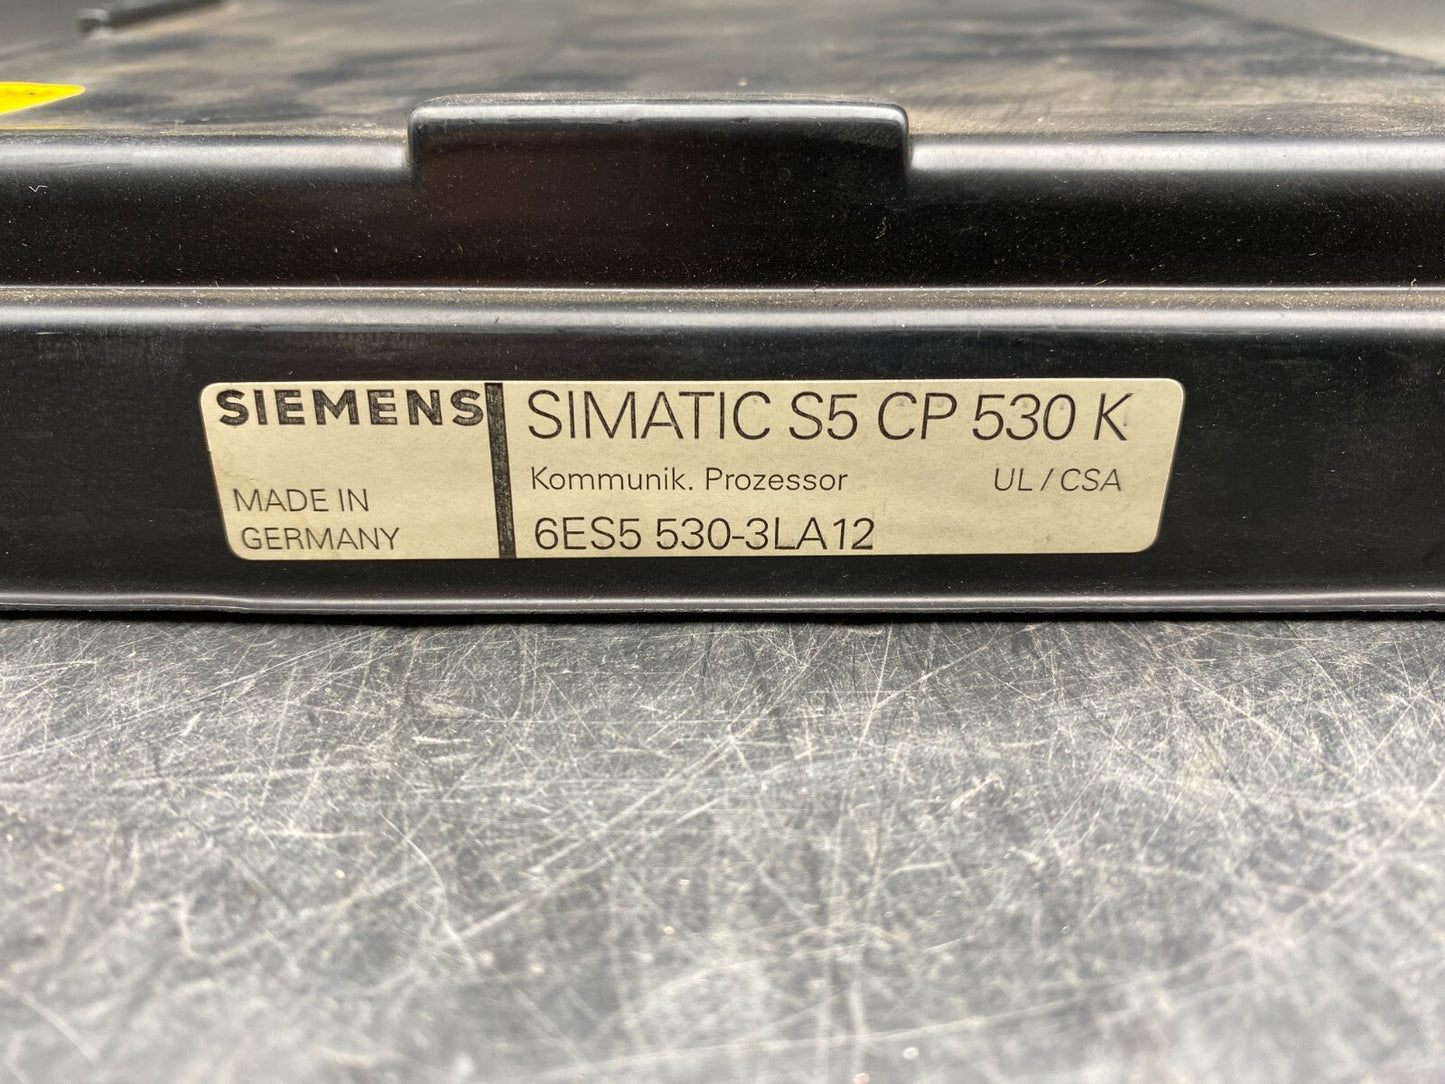 SIEMENS
MADE IN
GERMANY
SIMATIC S5 CP 530 K
Kommunik. Prozessor UL / CSA
6ES5 530-3LA12